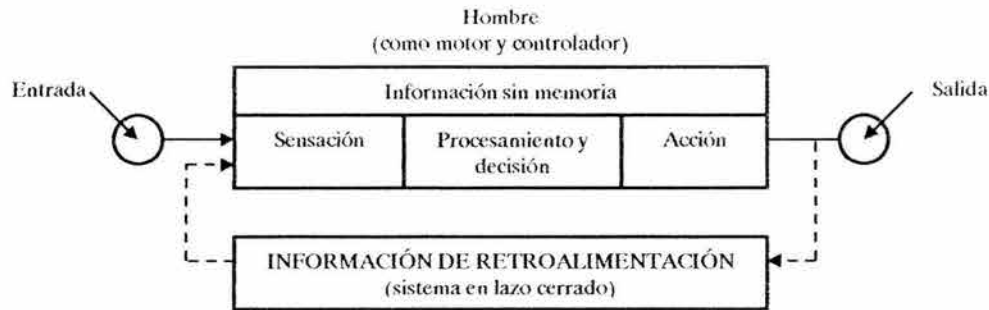 Hombre
(como motor y controlador)
Entrada
Salida
Información sin memoria
Sensación
Procesamiento y
decisión
Acción
INFORMACIÓN DE RETROALIMENTACIÓN
(sistema en lazo cerrado)